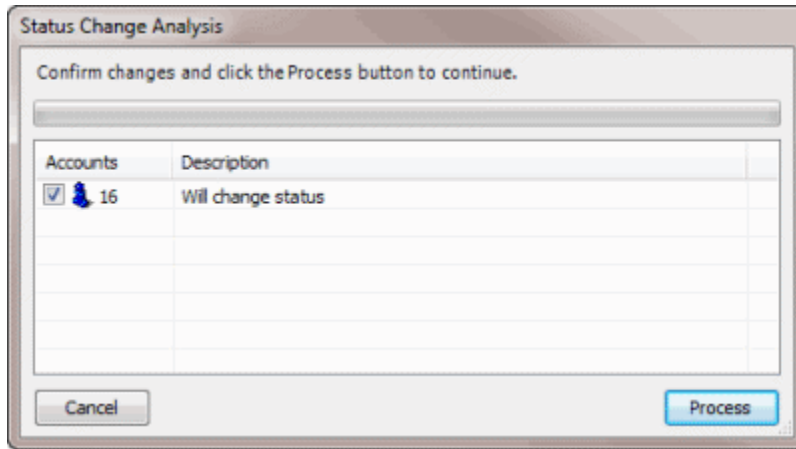 Status Change Analysis
Confirm changes and click the Process button to continue.
Accounts Description
16 Will change status
Cancel Process